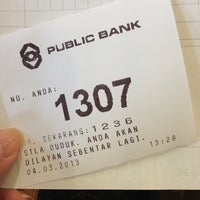 PUBLIC BANK
NO. ANDA:
1307
. SEKARANG:1236
SILA DUDUK. ANDA AKAN
DILAYAN SEBENTAR LAGI.
04.03.2013 13:28